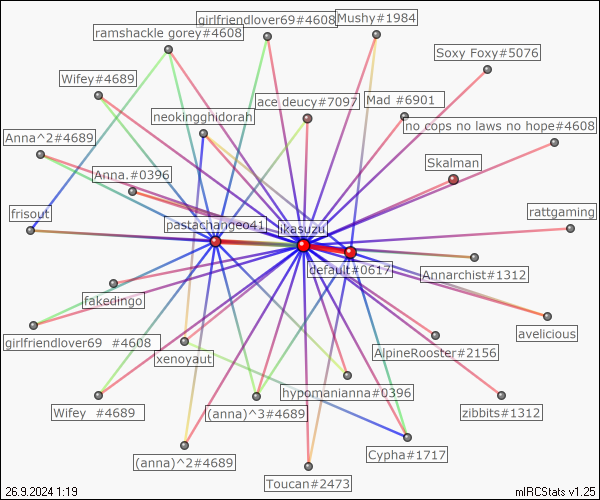 girlfriendlover69#4608
Mushy#1984
ramshackle gorey#4608
Soxy Foxy#5076
Wifey#4689
ace deucy#7097
Mad #6901
neokingghidorah
no cops no laws no hope#4608
Anna^2#4689
Skalman
Anna.#0396
frisout
rattgaming
pastachangeo41
ikasuzu
default#0617
Annarchist#1312
fakedingo
avelicious
girlfriendlover69 #4608
xenoyaut
AlpineRooster#2156
hypomanianna#0396
Wifey #4689
(anna)^3#4689
zibbits#1312
Cypha#1717
(anna)^2#4689
Toucan#2473
26.9.2024 1:19
mIRCStats v1.25